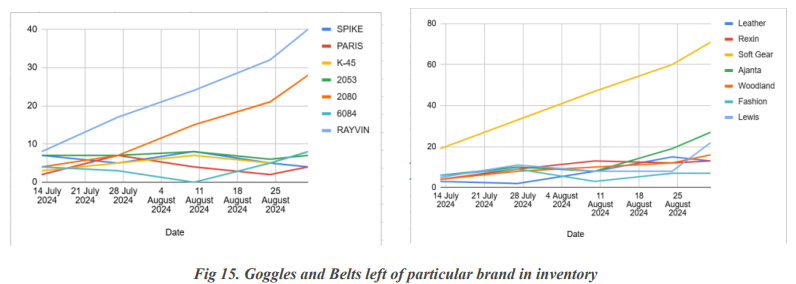 40
30
20
10
0
14 July
2024
21 July
2024
28 July
2024
4
August
2024
11
August
2024
18
August
2024
25
August
2024
Date
SPIKE
PARIS
K-45
2053
2080
6084
RAYVIN
80
60
40
20
0
14 July
2024
21 July
2024
28 July
2024
4 August
2024
11
August
2024
18
August
2024
25
August
2024
Date
Leather
Rexin
Soft Gear
Ajanta
Woodland
Fashion
Lewis
Fig 15. Goggles and Belts left of particular brand in inventory